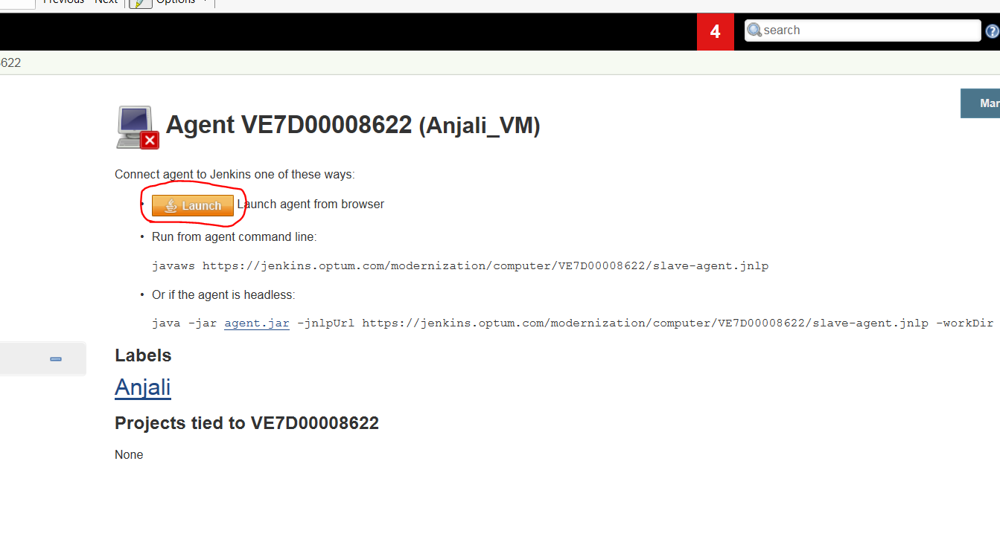 Previous Next Options
4
search
?
622
Mar
Agent VE7D00008622 (Anjali_VM)
Connect agent to Jenkins one of these ways:
• Launch Launch agent from browser
• Run from agent command line:
javaws https://jenkins.optum.com/modernization/computer/VE7D00008622/slave-agent.jnlp
• Or if the agent is headless:
java -jar agent.jar -jnlpUrl https://jenkins.optum.com/modernization/computer/VE7D00008622/slave-agent.jnlp -workDir
Labels
Anjali
Projects tied to VE7D00008622
None